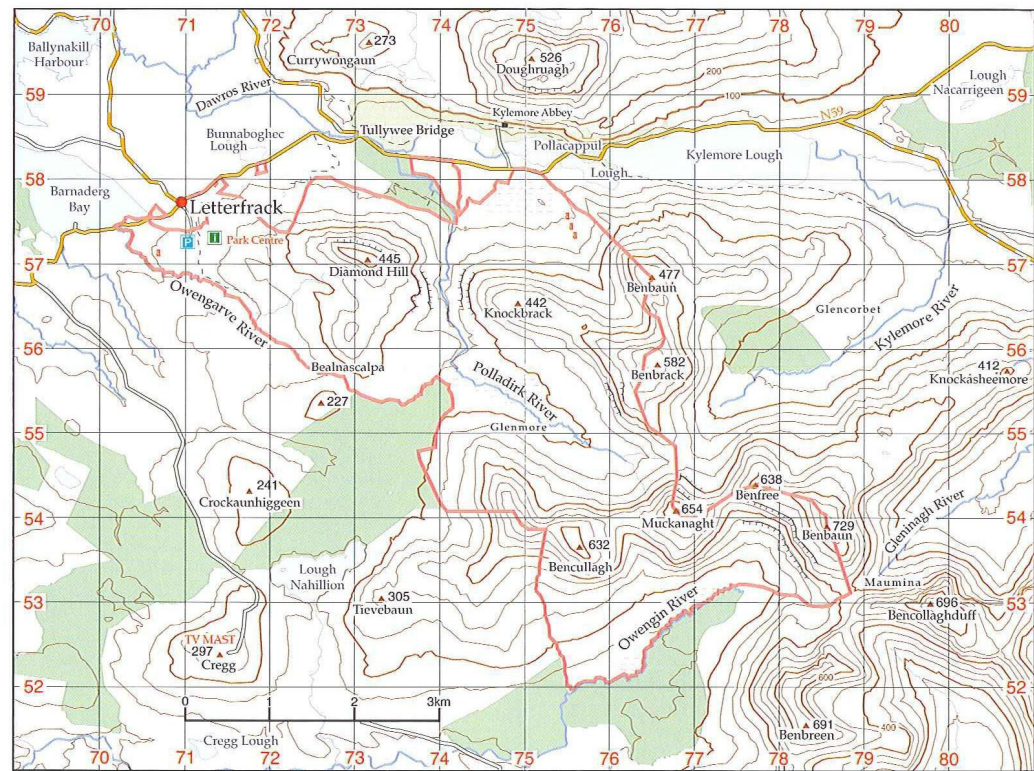 70 71 72 73 74 75 76 77 78 79 80
Ballynakill
Harbour
273
Currywongaun
526
Doughruagh
200
100
Lough
Nacarrigeen
59
59
Dawros River
Kylemore Abbey
N59
Bunnaboghec
Lough
Tullywee Bridge
Pollacappul
Lough
Kylemore Lough
58
58
Barnaderg
Bay
Letterfrack
P
i
Park Centre
57
57
445
Diamond Hill
477
Benbaun
442
Knockbrack
Glencorbet
Kylemore River
Owengarve River
56
56
Bealnascalpa
582
Benbrack
412
Knockasheemore
Polladirk River
227
55
55
Glenmore
241
Crockaunhiggeen
638
Benfree
654
Muckanaght
729
Benbaun
Gleninagh River
54
54
632
Bencullagh
Lough
Nahillion
Maumina
53
53
305
Tievebaun
Owengin River
696
Bencollaghduff
TV MAST
297
Cregg
600
52
52
0 1 2 3km
691
Benbreen
400
Cregg Lough
70 71 72 73 74 75 76 77 78 79 80